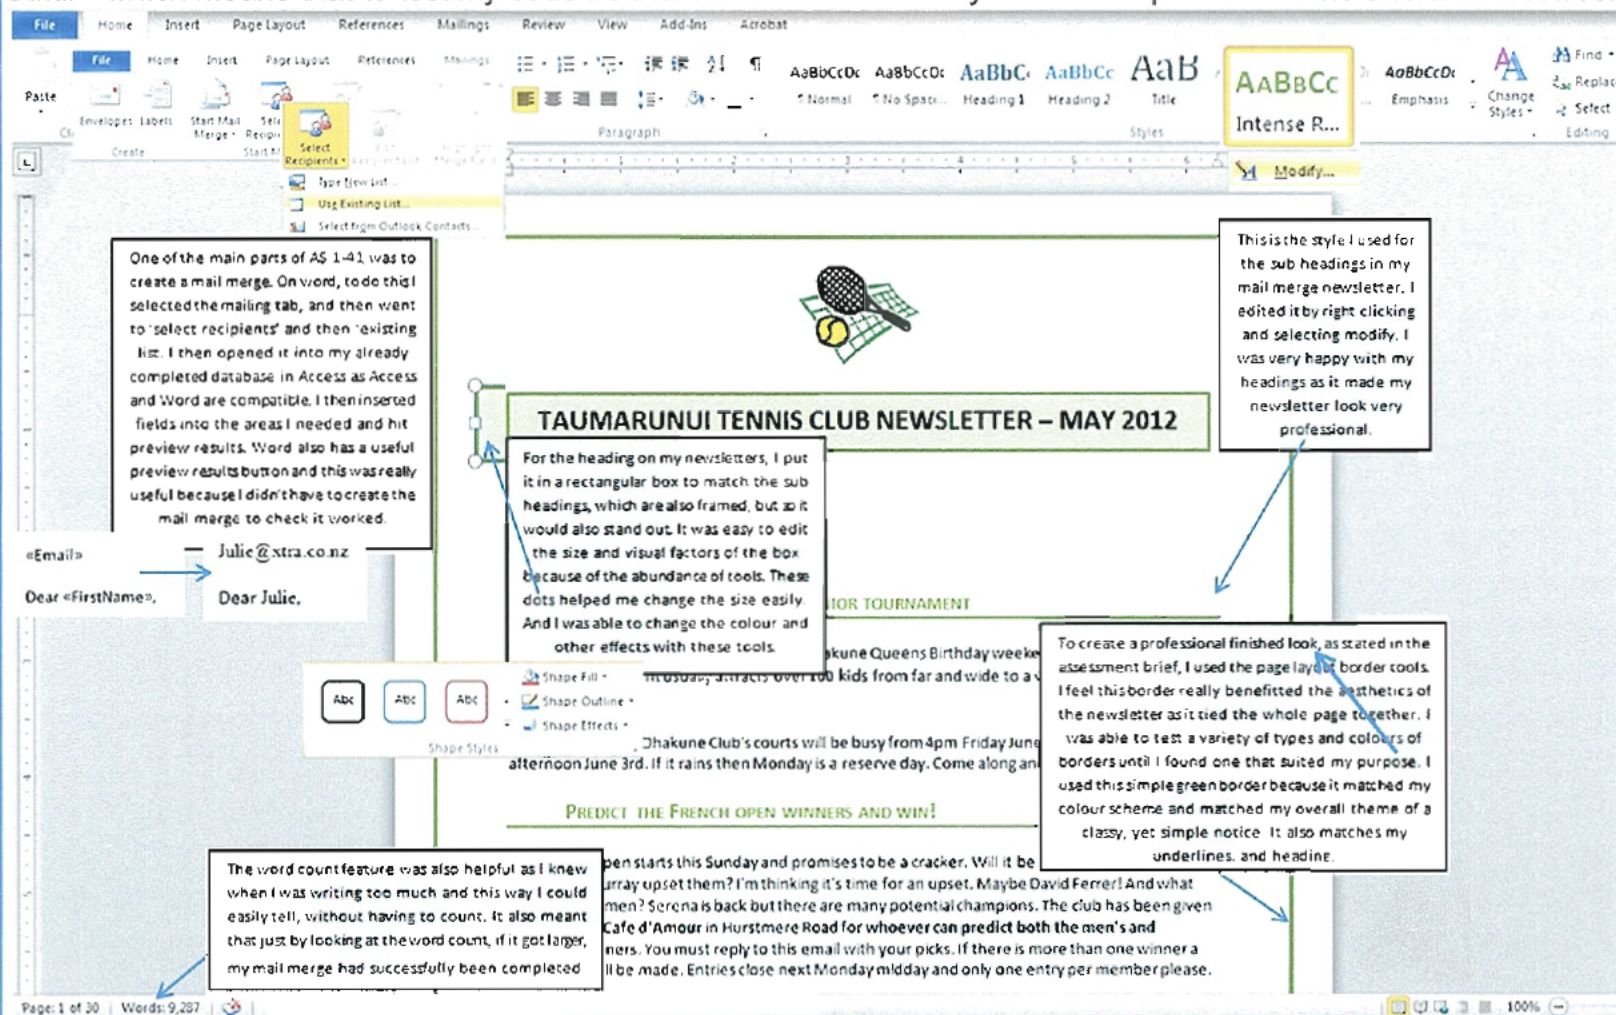 File Home Insert Page Layout References Mailings Review View Add-Ins Acrobat
File Home Insert Page Layout References Mailings
Paste
Envelopes Labels Start Mail Merge Select Recipients
Create
Paragraph
AaBbCcDc AaBbCcDc AaBbCc AaBbCc AaB AABBCC AaBbCcDc
Normal No Spaci... Heading 1 Heading 2 Title Intense R... Emphasis
Styles
Change Styles
Find
Replac
Select
Editing
Modify...
Type New List...
Use Existing List...
Select from Outlook Contacts...
One of the main parts of AS 1-41 was to
create a mail merge. On word, to do this I
selected the mailing tab, and then went
to 'select recipients' and then 'existing
list. I then opened it into my already
completed database in Access as Access
and Word are compatible. I then inserted
fields into the areas I needed and hit
preview results. Word also has a useful
preview results button and this was really
useful because I didn't have to create the
mail merge to check it worked.
«Email»
Dear «FirstName»,
Julie@xtra.co.nz
Dear Julie,
This is the style I used for
the sub headings in my
mail merge newsletter. I
edited it by right clicking
and selecting modify. I
was very happy with my
headings as it made my
newsletter look very
professional.
TAUMARUNUI TENNIS CLUB NEWSLETTER – MAY 2012
For the heading on my newsletters, I put
it in a rectangular box to match the sub
headings, which are also framed, but so it
would also stand out. It was easy to edit
the size and visual factors of the box
because of the abundance of tools. These
dots helped me change the size easily.
And I was able to change the colour and
other effects with these tools.
IOR TOURNAMENT
akune Queens Birthday weeke
usual, attracts over 100 kids from far and wide to a
Abc Abc Abc
Shape Fill
Shape Outline
Shape Effects
Shape Styles
Ohakune Club's courts will be busy from 4pm Friday June
afternoon June 3rd. If it rains then Monday is a reserve day. Come along an
To create a professional finished look, as stated in the
assessment brief, I used the page layout border tools.
I feel this border really benefitted the aesthetics of
the newsletter as it tied the whole page together. I
was able to test a variety of types and colours of
borders until I found one that suited my purpose. I
used this simple green border because it matched my
colour scheme and matched my overall theme of a
classy, yet simple notice. It also matches my
underlines, and heading.
PREDICT THE FRENCH OPEN WINNERS AND WIN!
pen starts this Sunday and promises to be a cracker. Will it be
urray upset them? I'm thinking it's time for an upset. Maybe David Ferrer! And what
men? Serena is back but there are many potential champions. The club has been given
Cafe d'Amour in Hurstmere Road for whoever can predict both the men's and
ners. You must reply to this email with your picks. If there is more than one winner a
ll be made. Entries close next Monday midday and only one entry per member please.
The word count feature was also helpful as I knew
when I was writing too much and this way I could
easily tell, without having to count. It also meant
that just by looking at the word count, if it got larger,
my mail merge had successfully been completed
Page: 1 of 30 Words: 9,287
100%